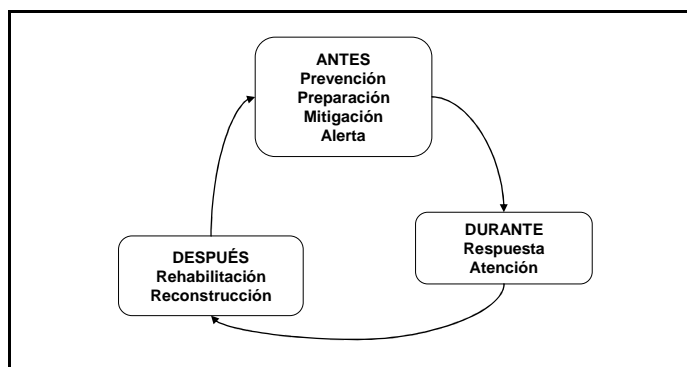 ANTES
Prevención
Preparación
Mitigación
Alerta
DURANTE
Respuesta
Atención
DESPUÉS
Rehabilitación
Reconstrucción